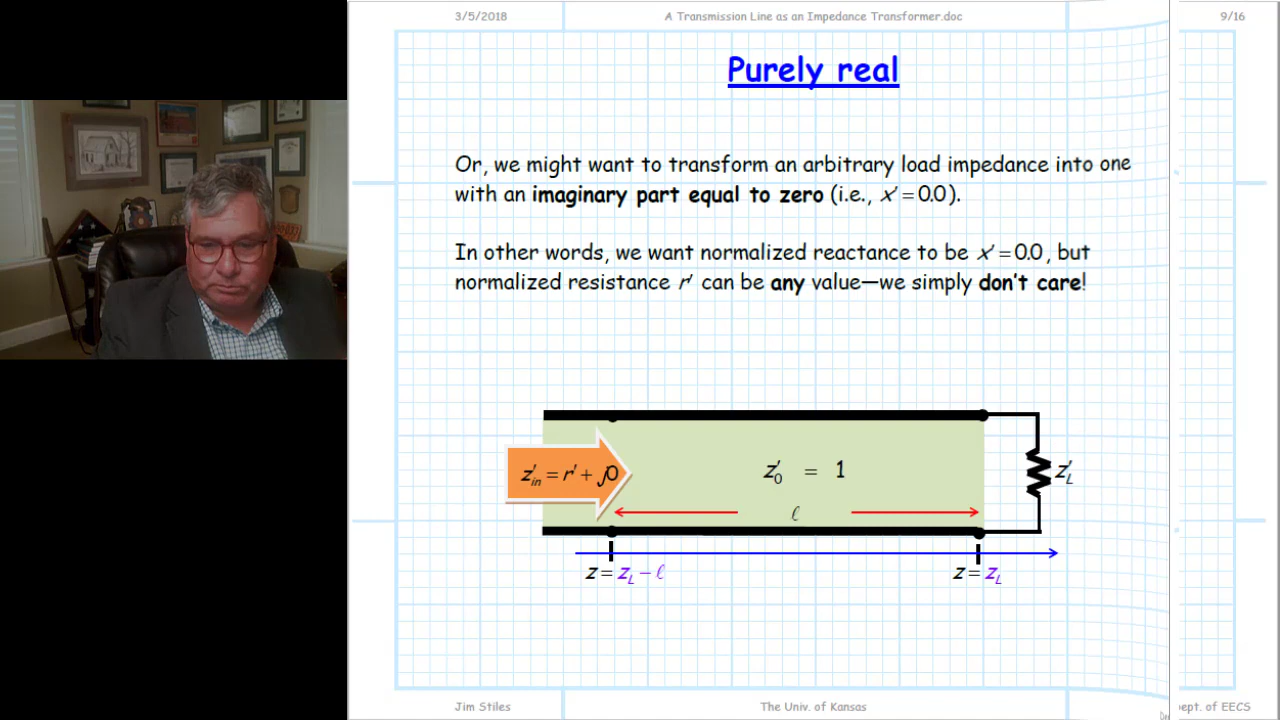 3/5/2018 A Transmission Line as an Impedance Transformer.doc 9/16
Purely real
Or, we might want to transform an arbitrary load impedance into one
with an imaginary part equal to zero (i.e., x′ = 0.0).
In other words, we want normalized reactance to be x′ = 0.0, but
normalized resistance r′ can be any value—we simply don't care!
z′in = r′ + j0
z′0 = 1
z′L
ℓ
z = zL − ℓ
z = zL
Jim Stiles The Univ. of Kansas ept. of EECS